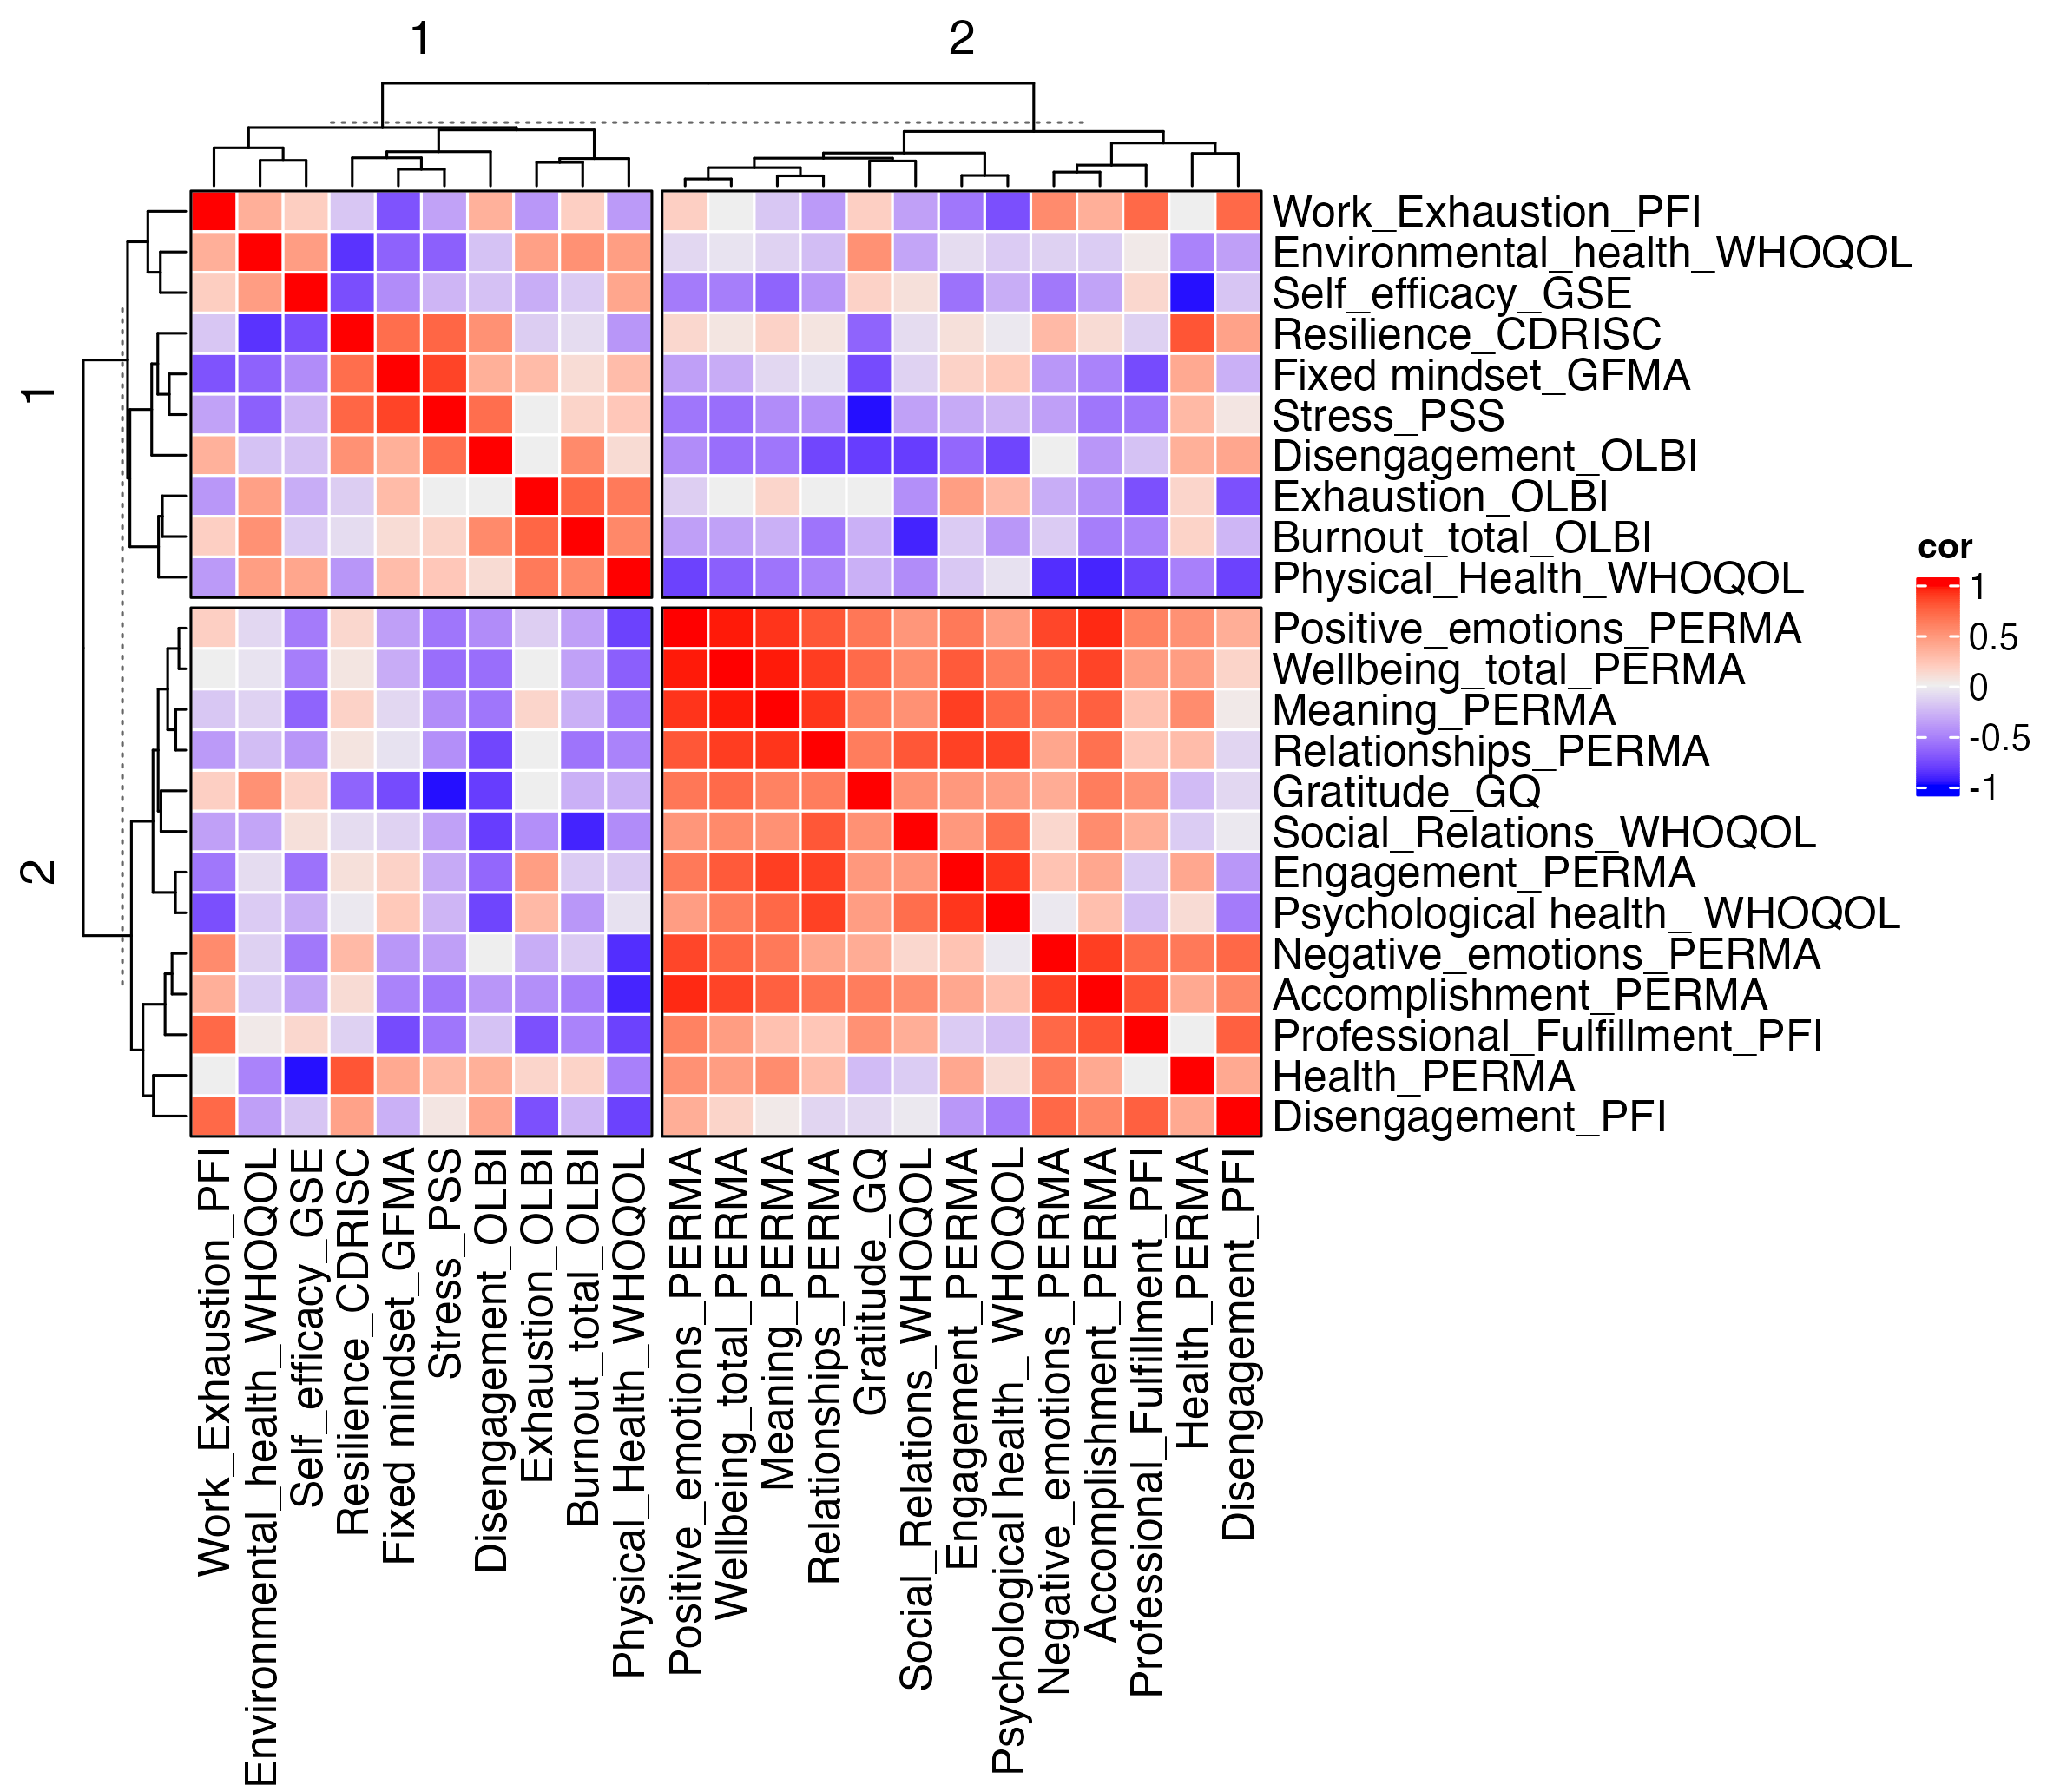 1
2
1
2
Work_Exhaustion_PFI
Environmental_health_WHOQOL
Self_efficacy_GSE
Resilience_CDRISC
Fixed mindset_GFMA
Stress_PSS
Disengagement_OLBI
Exhaustion_OLBI
Burnout_total_OLBI
Physical_Health_WHOQOL
Positive_emotions_PERMA
Wellbeing_total_PERMA
Meaning_PERMA
Relationships_PERMA
Gratitude_GQ
Social_Relations_WHOQOL
Engagement_PERMA
Psychological health_ WHOQOL
Negative_emotions_PERMA
Accomplishment_PERMA
Professional_Fulfillment_PFI
Health_PERMA
Disengagement_PFI
cor
1
0.5
0
-0.5
-1
Work_Exhaustion_PFI
Environmental_health_WHOQOL
Self_efficacy_GSE
Resilience_CDRISC
Fixed mindset_GFMA
Stress_PSS
Disengagement_OLBI
Exhaustion_OLBI
Burnout_total_OLBI
Physical_Health_WHOQOL
Positive_emotions_PERMA
Wellbeing_total_PERMA
Meaning_PERMA
Relationships_PERMA
Gratitude_GQ
Social_Relations_WHOQOL
Engagement_PERMA
Psychological health_ WHOQOL
Negative_emotions_PERMA
Accomplishment_PERMA
Professional_Fulfillment_PFI
Health_PERMA
Disengagement_PFI